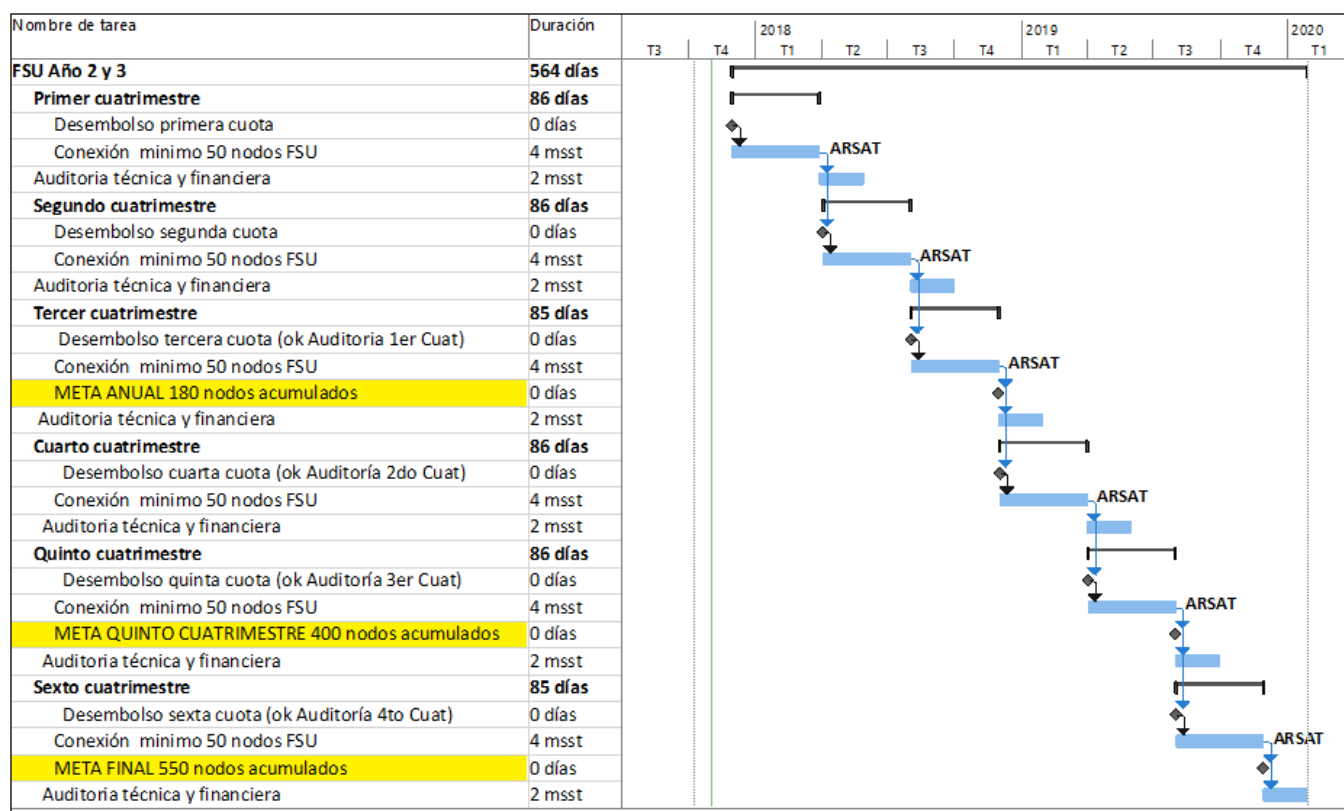 Nombre de tarea Duración 2018 2019 2020
T3 T4 T1 T2 T3 T4 T1 T2 T3 T4 T1
FSU Año 2 y 3 564 días
Primer cuatrimestre 86 días
Desembolso primera cuota 0 días
Conexión minimo 50 nodos FSU 4 msst ARSAT
Auditoria técnica y financiera 2 msst
Segundo cuatrimestre 86 días
Desembolso segunda cuota 0 días
Conexión minimo 50 nodos FSU 4 msst ARSAT
Auditoria técnica y financiera 2 msst
Tercer cuatrimestre 85 días
Desembolso tercera cuota (ok Auditoria 1er Cuat) 0 días
Conexión minimo 50 nodos FSU 4 msst ARSAT
META ANUAL 180 nodos acumulados 0 días
Auditoria técnica y financiera 2 msst
Cuarto cuatrimestre 86 días
Desembolso cuarta cuota (ok Auditoría 2do Cuat) 0 días
Conexión minimo 50 nodos FSU 4 msst ARSAT
Auditoria técnica y financiera 2 msst
Quinto cuatrimestre 86 días
Desembolso quinta cuota (ok Auditoría 3er Cuat) 0 días
Conexión minimo 50 nodos FSU 4 msst ARSAT
META QUINTO CUATRIMESTRE 400 nodos acumulados 0 días
Auditoria técnica y financiera 2 msst
Sexto cuatrimestre 85 días
Desembolso sexta cuota (ok Auditoría 4to Cuat) 0 días
Conexión minimo 50 nodos FSU 4 msst ARSAT
META FINAL 550 nodos acumulados 0 días
Auditoria técnica y financiera 2 msst